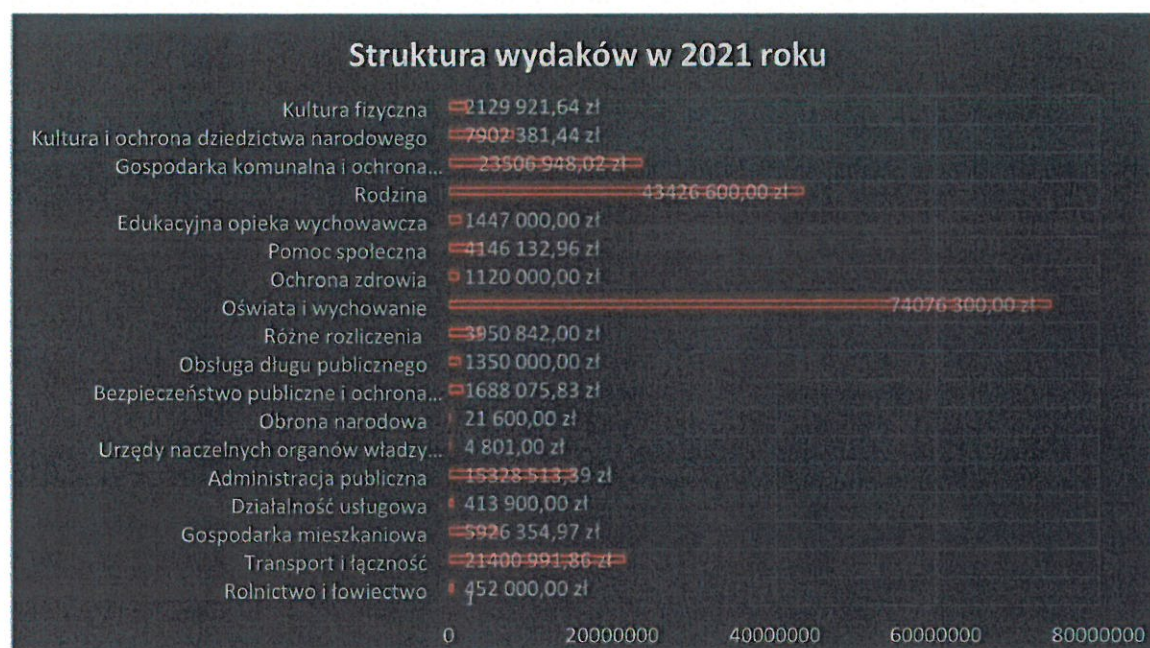 Struktura wydaków w 2021 roku
Kultura fizyczna 2129 921,64 zł
Kultura i ochrona dziedzictwa narodowego 7902 381,44 zł
Gospodarka komunalna i ochrona... 23506 948,02 zł
Rodzina 43426 600,00 zł
Edukacyjna opieka wychowawcza 1447 000,00 zł
Pomoc społeczna 4146 132,96 zł
Ochrona zdrowia 1120 000,00 zł
Oświata i wychowanie 74076 300,00 zł
Różne rozliczenia 3950 842,00 zł
Obsługa długu publicznego 1350 000,00 zł
Bezpieczeństwo publiczne i ochrona... 1688 075,83 zł
Obrona narodowa 21 600,00 zł
Urzędy naczelnych organów władzy... 4 801,00 zł
Administracja publiczna 15328 513,39 zł
Działalność usługowa 413 900,00 zł
Gospodarka mieszkaniowa 5926 354,97 zł
Transport i łączność 21400 991,86 zł
Rolnictwo i łowiectwo 452 000,00 zł
1
0 20000000 40000000 60000000 80000000